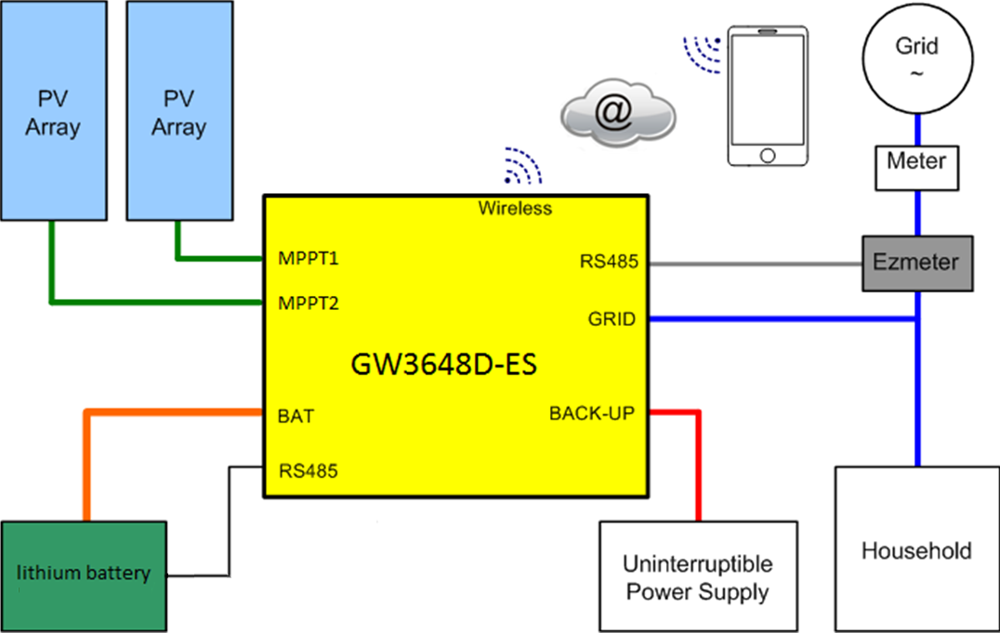 PV
Array
PV
Array
@
Grid
~
Meter
Wireless
MPPT1
RS485
Ezmeter
MPPT2
GRID
GW3648D-ES
BAT
BACK-UP
RS485
lithium battery
Uninterruptible
Power Supply
Household